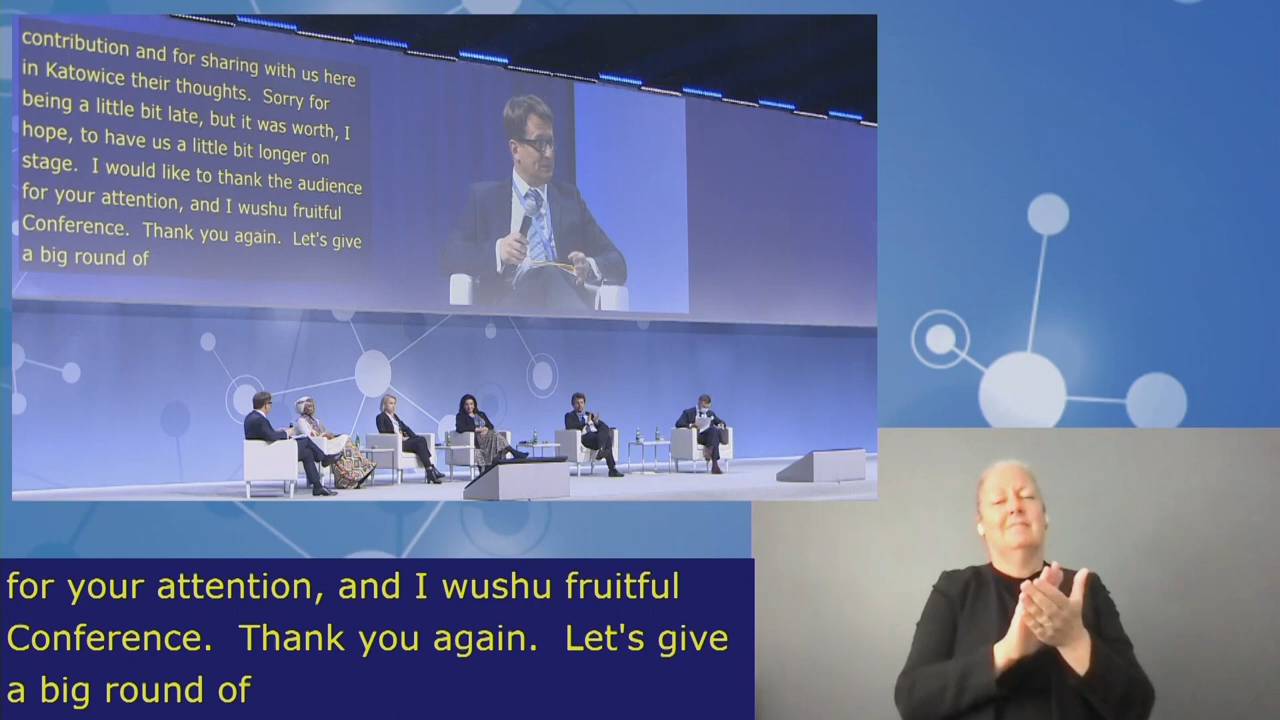 contribution and for sharing with us here
in Katowice their thoughts.  Sorry for
being a little bit late, but it was worth, I
hope, to have us a little bit longer on
stage.  I would like to thank the audience
for your attention, and I wushu fruitful
Conference.  Thank you again.  Let's give
a big round of
for your attention, and I wushu fruitful
Conference.  Thank you again.  Let's give
a big round of